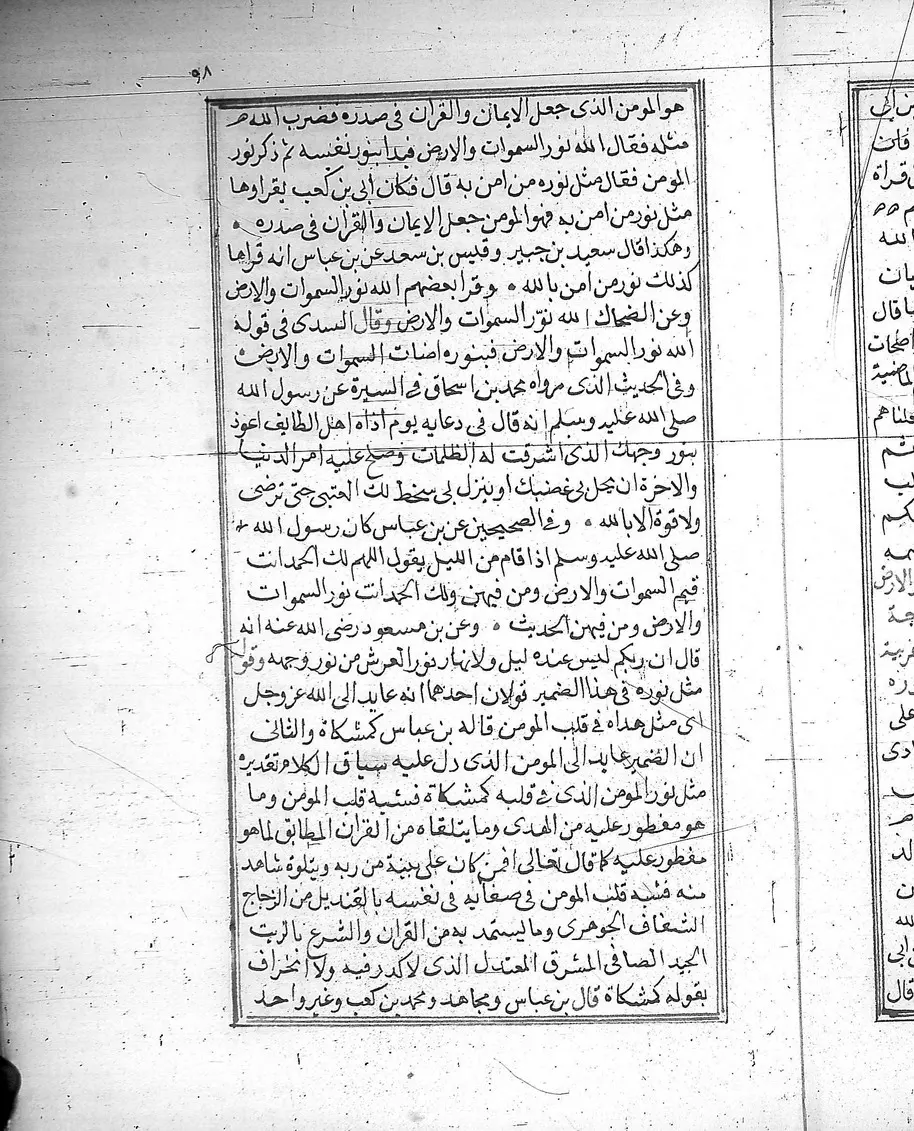 ٩٨
هو المومن الذى جعل الايمان والقران فى صدره فضرب الله م
مثله فقال الله نور السموات والارض فبدا بنور نفسه ثم ذكر نور
المومن فقال مثل نوره من امن به قال فكان ابى بن كعب يقراوها
مثل نور من امن به فهو المومن جعل الايمان والقران فى صدره
وهكذا قال سعيد بن جبير وقيس بن سعد عن بن عباس انه قراها
كذلك نور من امن بالله وقرا بعضهم الله نور السموات والارض
وعن الضحاك الله نور السموات والارض وقال السدى فى قوله
الله نور السموات والارض فبنوره اضات السموات والارض
وفى الحديث الذى رواه محمد بن اسحاق فى السيرة عن رسول الله
صلى الله عليه وسلم انه قال فى دعايه يوم اذاه اهل الطايف اعوذ
بنور وجهك الذى اشرقت له الظلمات وصلح عليه امر الدنيا
والاخرة ان يحل بى غضبك او ينزل بى سخط لك العتبى حتى ترضى
ولا قوة الا بالله وفى الصحيحين عن بن عباس كان رسول الله
صلى الله عليه وسلم اذا قام من الليل يقول اللهم لك الحمد انت
قيم السموات والارض ومن فيهن ولك الحمد انت نور السموات
والارض ومن فيهن الحديث وعن بن مسعود رضى الله عنه انه
قال ان ربكم ليس عنده ليل ولا نهار نور العرش من نور وجهه وقوله
مثل نوره فى هذا الضمير قولان احدهما انه عايد الى الله عز وجل
اى مثل هداه فى قلب المومن قاله بن عباس كمشكاة والثانى
ان الضمير عايد الى المومن الذى دل عليه سياق الكلام تقديره
مثل نور المومن الذى فى قلبه كمشكاة فشبه قلب المومن وما
هو مفطور عليه من الهدى وما يتلقاه من القران المطابق لما هو
مفطور عليه كما قال تعالى افمن كان على بينة من ربه ويتلوة شاهد
منه فشبه قلب المومن فى صفايه فى نفسه بالقنديل من الزجاج
الشفاف الجوهرى وما يستمد به من القران والشرع بالزيت
الجيد الصافى المشرق المعتدل الذى لا كدر فيه ولا انحراف
بقوله كمشكاة قال بن عباس ومجاهد ومحمد بن كعب وغير واحد